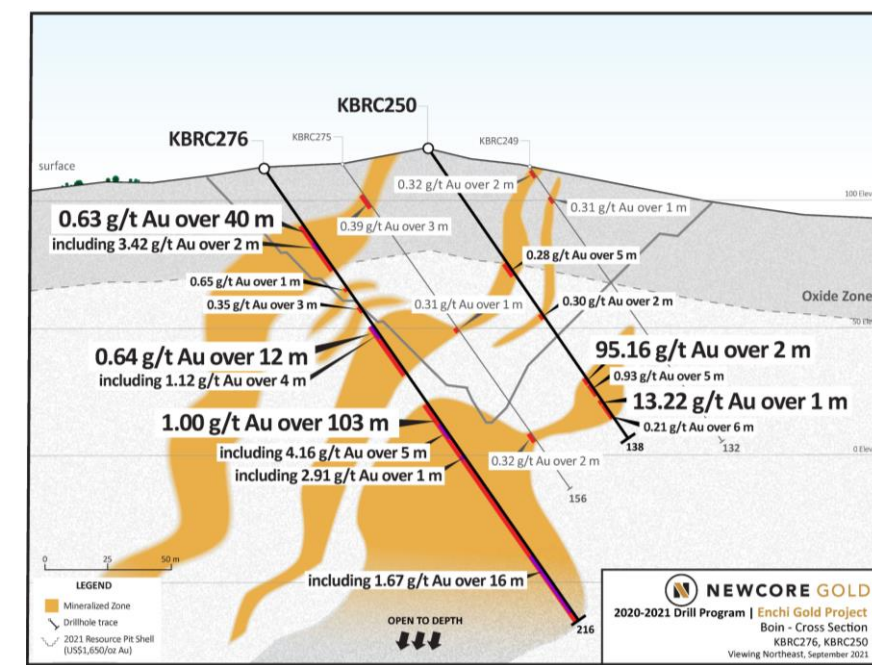 KBRC250
KBRC276
KBRC275
KBRC249
surface
0.32 g/t Au over 2 m
100 Elev
0.31 g/t Au over 1 m
0.63 g/t Au over 40 m
including 3.42 g/t Au over 2 m
0.39 g/t Au over 3 m
0.28 g/t Au over 5 m
0.65 g/t Au over 1 m
0.35 g/t Au over 3 m
0.31 g/t Au over 1 m
0.30 g/t Au over 2 m
Oxide Zone
50 Elev
0.64 g/t Au over 12 m
including 1.12 g/t Au over 4 m
95.16 g/t Au over 2 m
0.93 g/t Au over 5 m
13.22 g/t Au over 1 m
0.21 g/t Au over 6 m
1.00 g/t Au over 103 m
including 4.16 g/t Au over 5 m
including 2.91 g/t Au over 1 m
0.32 g/t Au over 2 m
138
132
0 Elev
156
including 1.67 g/t Au over 16 m
216
OPEN TO DEPTH
0 25 50 m
LEGEND
Mineralized Zone
Drillhole trace
2021 Resource Pit Shell
(US$1,650/oz Au)
NEWCORE GOLD
2020-2021 Drill Program | Enchi Gold Project
Boin - Cross Section
KBRC276, KBRC250
Viewing Northeast, September 2021